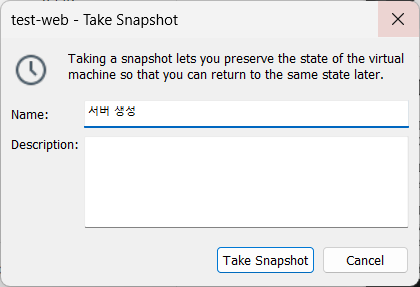 test-web - Take Snapshot
Taking a snapshot lets you preserve the state of the virtual
machine so that you can return to the same state later.
Name:
서버 생성
Description:
Take Snapshot
Cancel